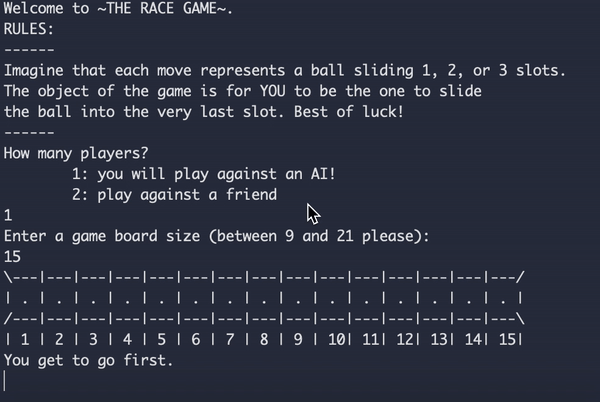 Welcome to ~THE RACE GAME~.
RULES:
------
Imagine that each move represents a ball sliding 1, 2, or 3 slots.
The object of the game is for YOU to be the one to slide
the ball into the very last slot. Best of luck!
------
How many players?
        1: you will play against an AI!
        2: play against a friend
1
Enter a game board size (between 9 and 21 please):
15
\---|---|---|---|---|---|---|---|---|---|---|---|---|---|---/
| . | . | . | . | . | . | . | . | . | . | . | . | . | . | . |
/---|---|---|---|---|---|---|---|---|---|---|---|---|---|---\
| 1 | 2 | 3 | 4 | 5 | 6 | 7 | 8 | 9 | 10| 11| 12| 13| 14| 15|
You get to go first.